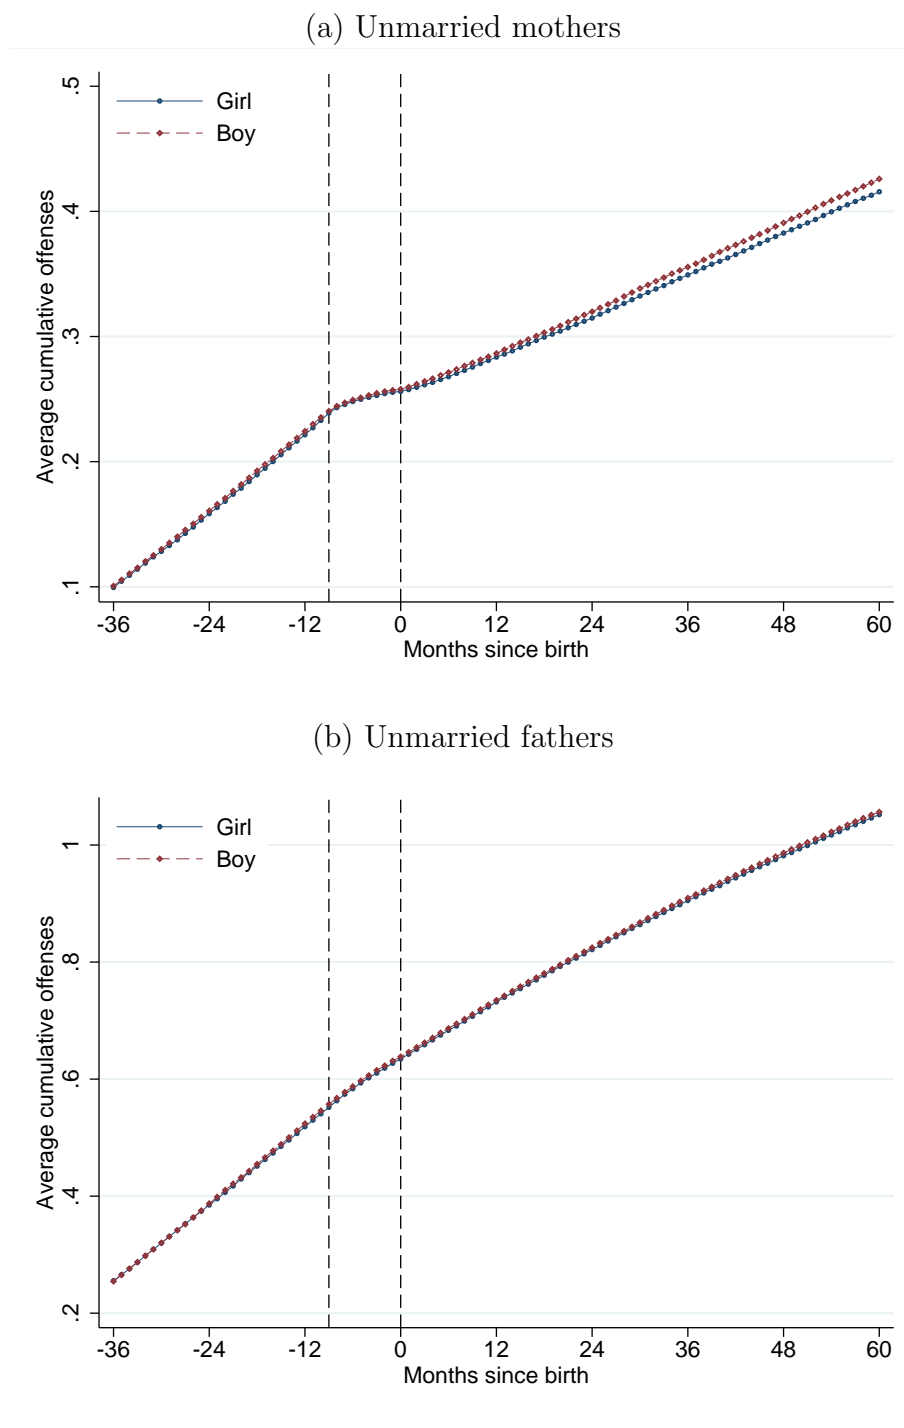 (a) Unmarried mothers
Girl
Boy
Average cumulative offenses
.5
.4
.3
.2
.1
-36 -24 -12 0 12 24 36 48 60
Months since birth
(b) Unmarried fathers
Girl
Boy
Average cumulative offenses
1
.8
.6
.4
.2
-36 -24 -12 0 12 24 36 48 60
Months since birth